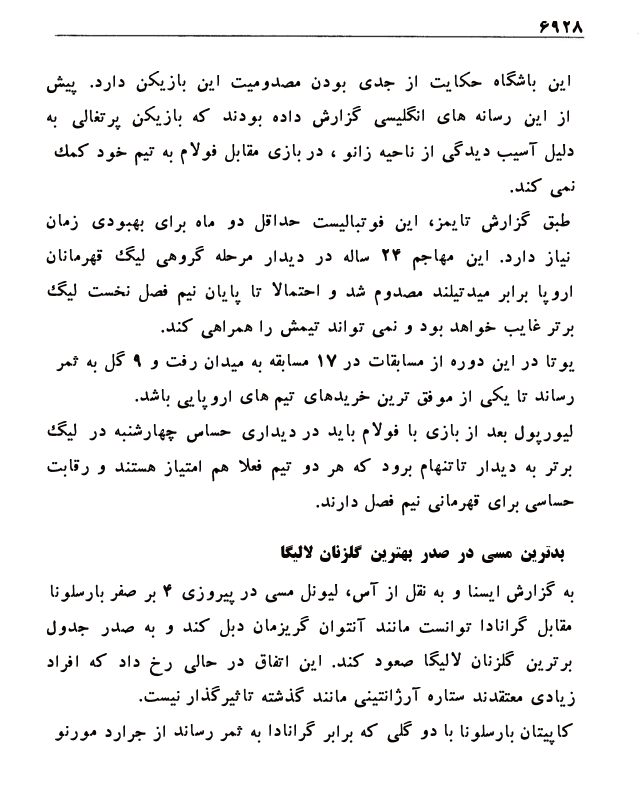 ۶۹۲۸
این باشگاه حکایت از جدی بودن مصدومیت این بازیکن دارد. پیش
از این رسانه های انگلیسی گزارش داده بودند که بازیکن پرتغالی به
دلیل آسیب دیدگی از ناحیه زانو ، در بازی مقابل فولام به تیم خود کمک
نمی کند.
طبق گزارش تایمز، این فوتبالیست حداقل دو ماه برای بهبودی زمان
نیاز دارد. این مهاجم ۲۴ ساله در دیدار مرحله گروهی لیگ قهرمانان
اروپا برابر میدتیلند مصدوم شد و احتمالا تا پایان نیم فصل نخست لیگ
برتر غایب خواهد بود و نمی تواند تیمش را همراهی کند.
یوتا در این دوره از مسابقات در ۱۷ مسابقه به میدان رفت و ۹ گل به ثمر
رساند تا یکی از موفق ترین خریدهای تیم های اروپایی باشد.
لیورپول بعد از بازی با فولام باید در دیداری حساس چهارشنبه در لیگ
برتر به دیدار تاتنهام برود که هر دو تیم فعلا هم امتیاز هستند و رقابت
حساسی برای قهرمانی نیم فصل دارند.
بدترین مسی در صدر بهترین گلزنان لالیگا
به گزارش ایسنا و به نقل از آس، لیونل مسی در پیروزی ۴ بر صفر بارسلونا
مقابل گرانادا توانست مانند آنتوان گریزمان دبل کند و به صدر جدول
برترین گلزنان لالیگا صعود کند. این اتفاق در حالی رخ داد که افراد
زیادی معتقدند ستاره آرژانتینی مانند گذشته تاثیرگذار نیست.
کاپیتان بارسلونا با دو گلی که برابر گرانادا به ثمر رساند از جرارد مورنو